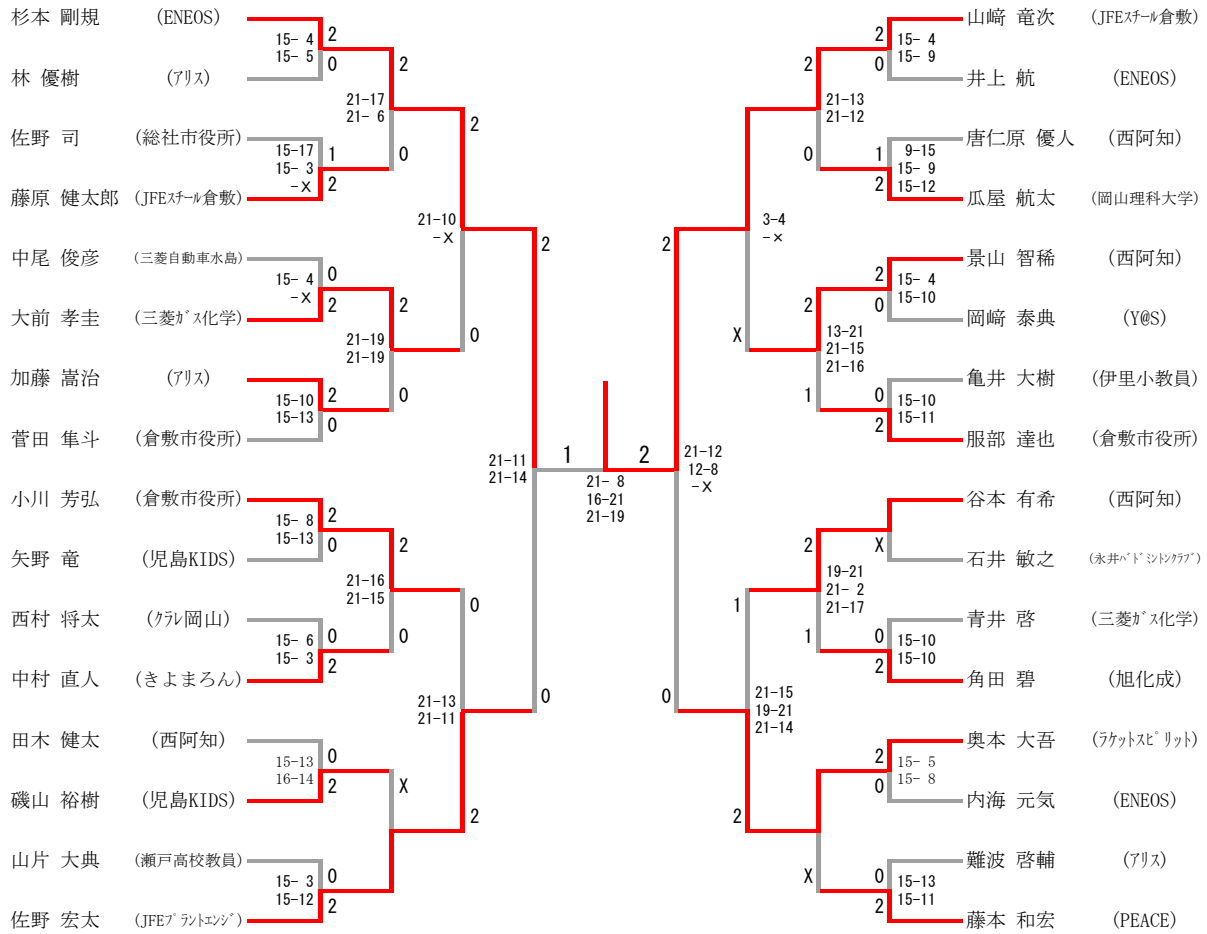 杉本 剛規 (ENEOS)
15- 4
15- 5
2
0
林 優樹 (アリス)
21-17
21- 6
2
0
佐野 司 (総社市役所)
15-17
15- 3
-X
1
2
藤原 健太郎 (JFEスチール倉敷)
21-10
-X
2
0
中尾 俊彦 (三菱自動車水島)
15- 4
-X
0
2
大前 孝圭 (三菱ガス化学)
21-19
21-19
2
0
加藤 嵩治 (アリス)
15-10
15-13
2
0
菅田 隼斗 (倉敷市役所)
21-11
21-14
2
0
小川 芳弘 (倉敷市役所)
15- 8
15-13
2
0
矢野 竜 (児島KIDS)
21-16
21-15
2
0
西村 将太 (クラレ岡山)
15- 6
15- 3
0
2
中村 直人 (きよまろん)
21-13
21-11
0
2
田木 健太 (西阿知)
15-13
16-14
0
2
磯山 裕樹 (児島KIDS)
X
山片 大典 (瀬戸高校教員)
15- 3
15-12
0
2
佐野 宏太 (JFEプラントエンジ)
1
2
21- 8
16-21
21-19
山﨑 竜次 (JFEスチール倉敷)
2
0
15- 4
15- 9
井上 航 (ENEOS)
2
0
21-13
21-12
唐仁原 優人 (西阿知)
1
2
9-15
15- 9
15-12
瓜屋 航太 (岡山理科大学)
2
X
3-4
-×
景山 智稀 (西阿知)
2
0
15- 4
15-10
岡﨑 泰典 (Y@S)
2
1
13-21
21-15
21-16
亀井 大樹 (伊里小教員)
0
2
15-10
15-11
服部 達也 (倉敷市役所)
21-12
12-8
-X
0
谷本 有希 (西阿知)
X
石井 敏之 (永井バドミントンクラブ)
2
1
19-21
21- 2
21-17
青井 啓 (三菱ガス化学)
0
2
15-10
15-10
角田 碧 (旭化成)
1
2
21-15
19-21
21-14
奥本 大吾 (ラケットスピリット)
2
0
15- 5
15- 8
内海 元気 (ENEOS)
X
難波 啓輔 (アリス)
0
2
15-13
15-11
藤本 和宏 (PEACE)